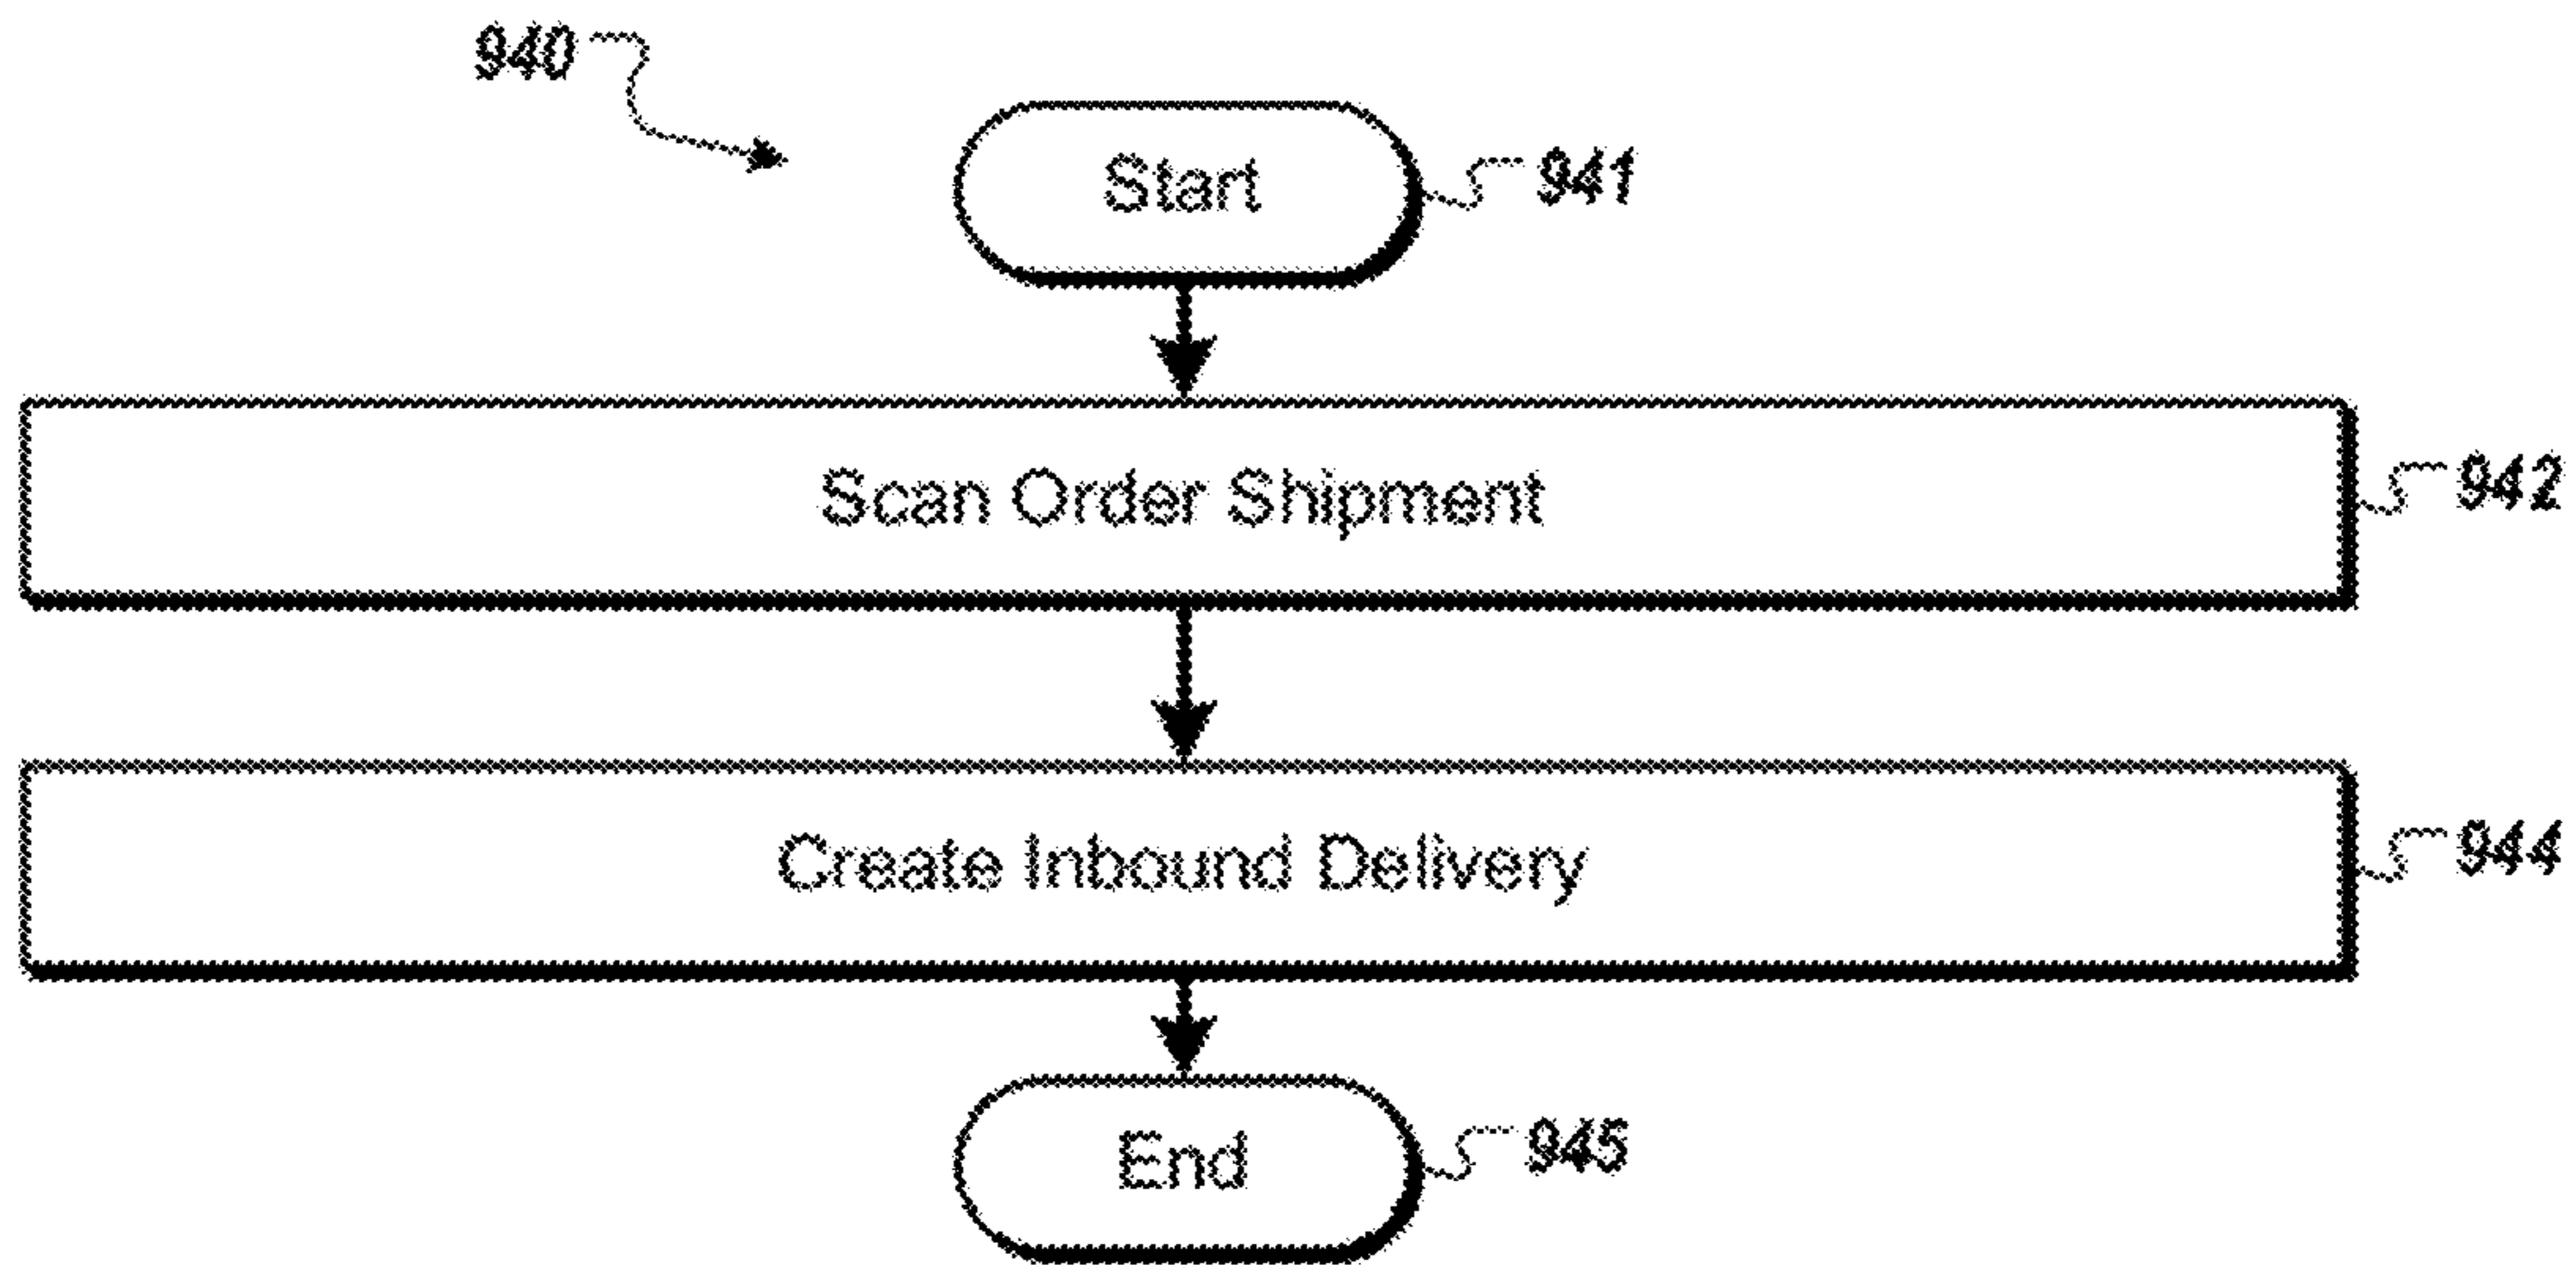 940
Start
941
Scan Order Shipment
942
Create Inbound Delivery
944
End
945